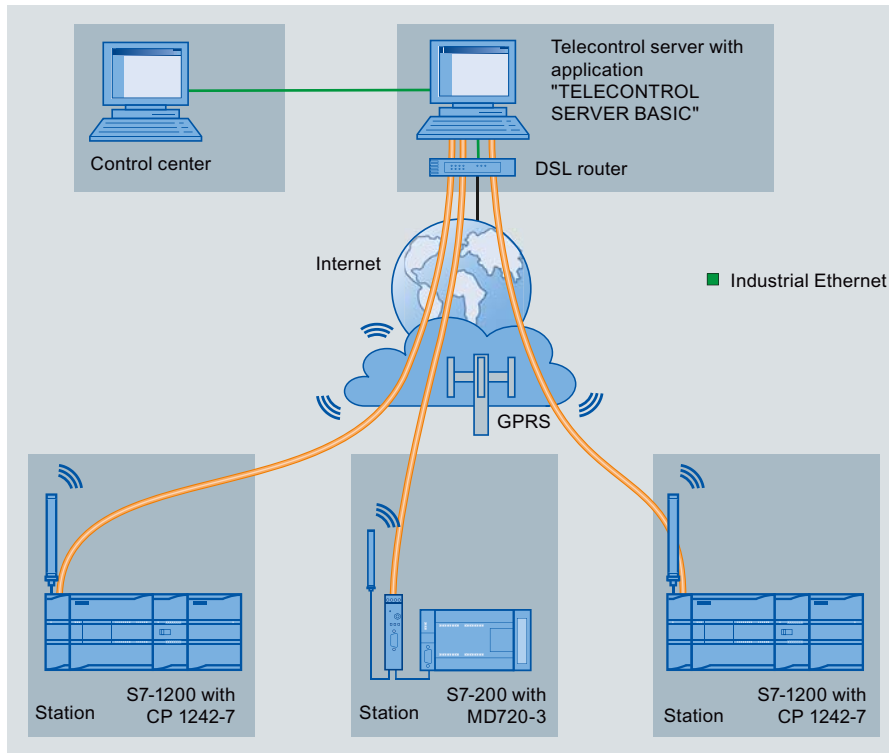 Telecontrol server with
application
"TELECONTROL
SERVER BASIC"
Control center
DSL router
Internet
Industrial Ethernet
GPRS
Station
S7-1200 with
CP 1242-7
Station
S7-200 with
MD720-3
Station
S7-1200 with
CP 1242-7